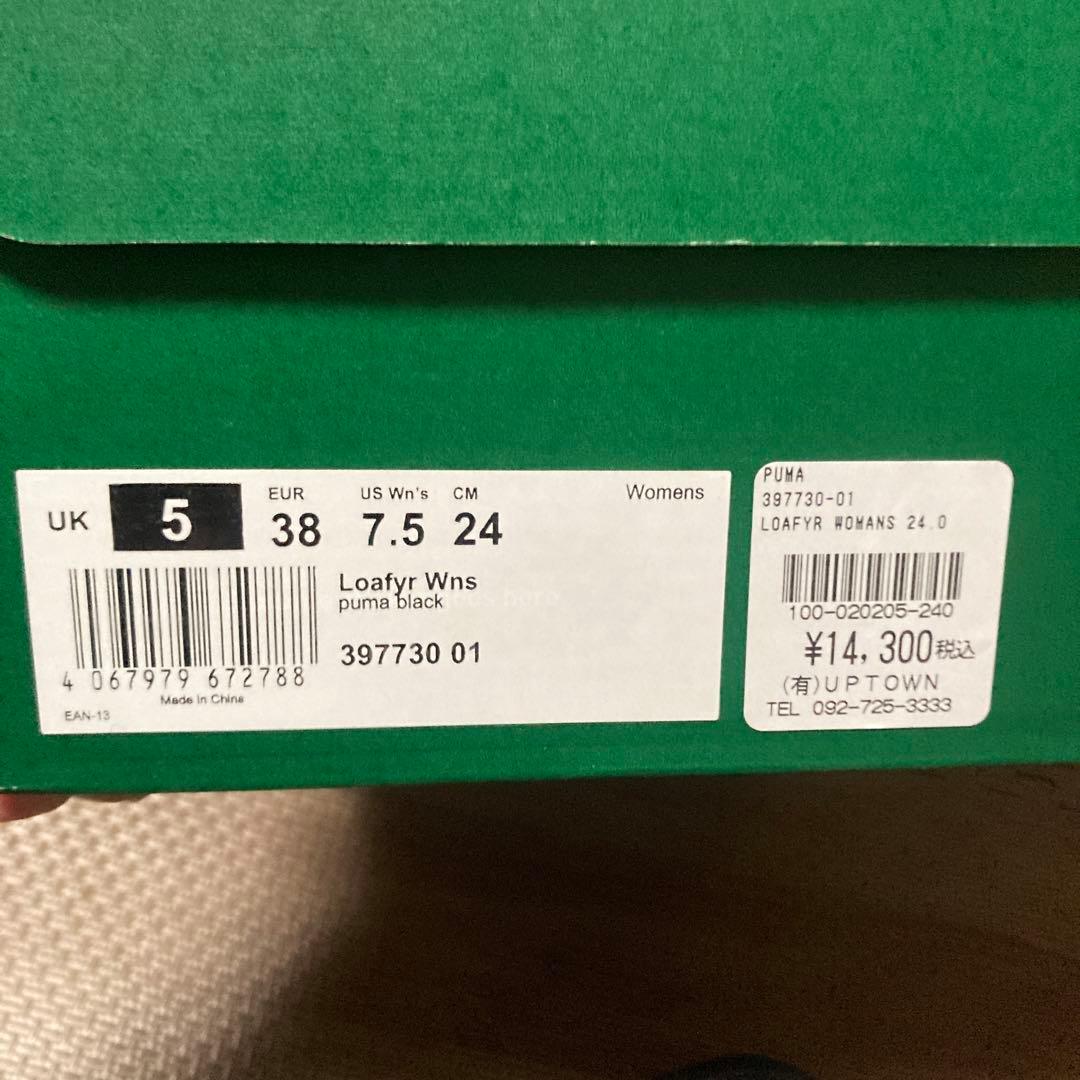 UK 5 EUR 38 US Wn's 7.5 CM 24 Womens
Loafyr Wns
puma black
397730 01
4 067979 672788
Made in China
EAN-13
PUMA
397730-01
LOAFYR WOMANS 24.0
100-020205-240
¥14,300税込
(有)UPTOWN
TEL 092-725-3333